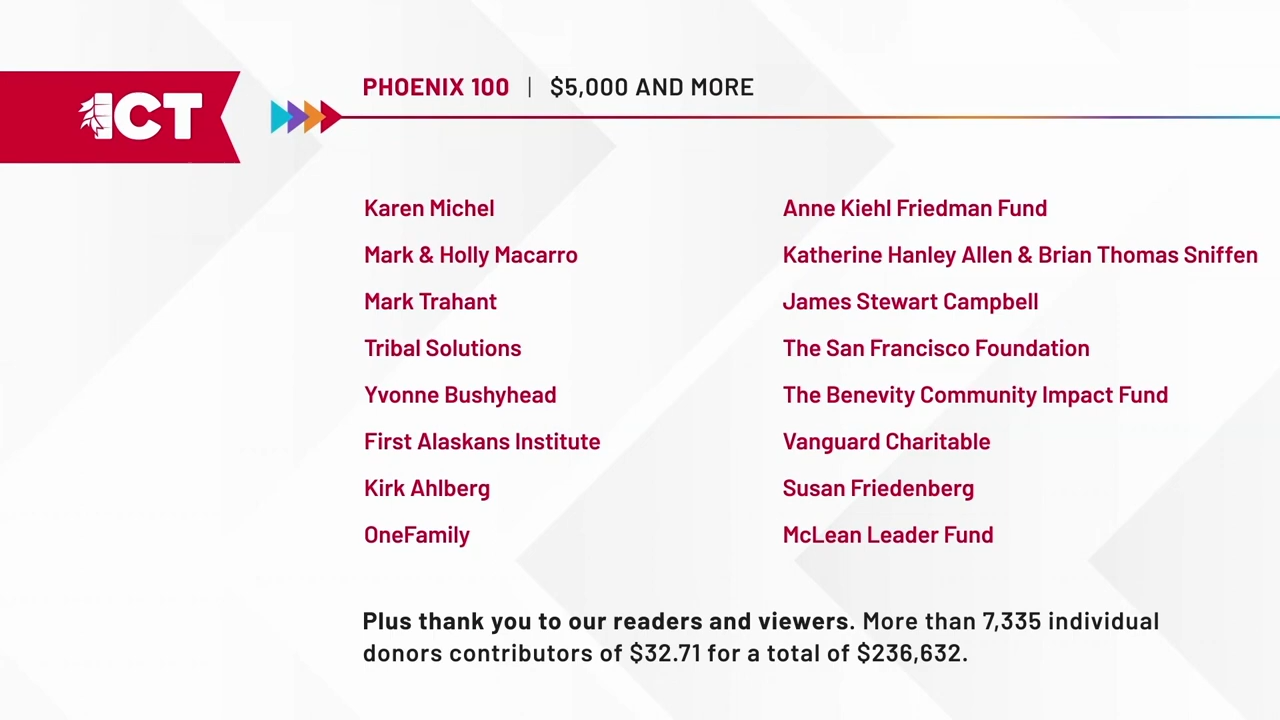 ICT
PHOENIX 100 | $5,000 AND MORE
Karen Michel
Mark & Holly Macarro
Mark Trahant
Tribal Solutions
Yvonne Bushyhead
First Alaskans Institute
Kirk Ahlberg
OneFamily
Anne Kiehl Friedman Fund
Katherine Hanley Allen & Brian Thomas Sniffen
James Stewart Campbell
The San Francisco Foundation
The Benevity Community Impact Fund
Vanguard Charitable
Susan Friedenberg
McLean Leader Fund
Plus thank you to our readers and viewers. More than 7,335 individual
donors contributors of $32.71 for a total of $236,632.